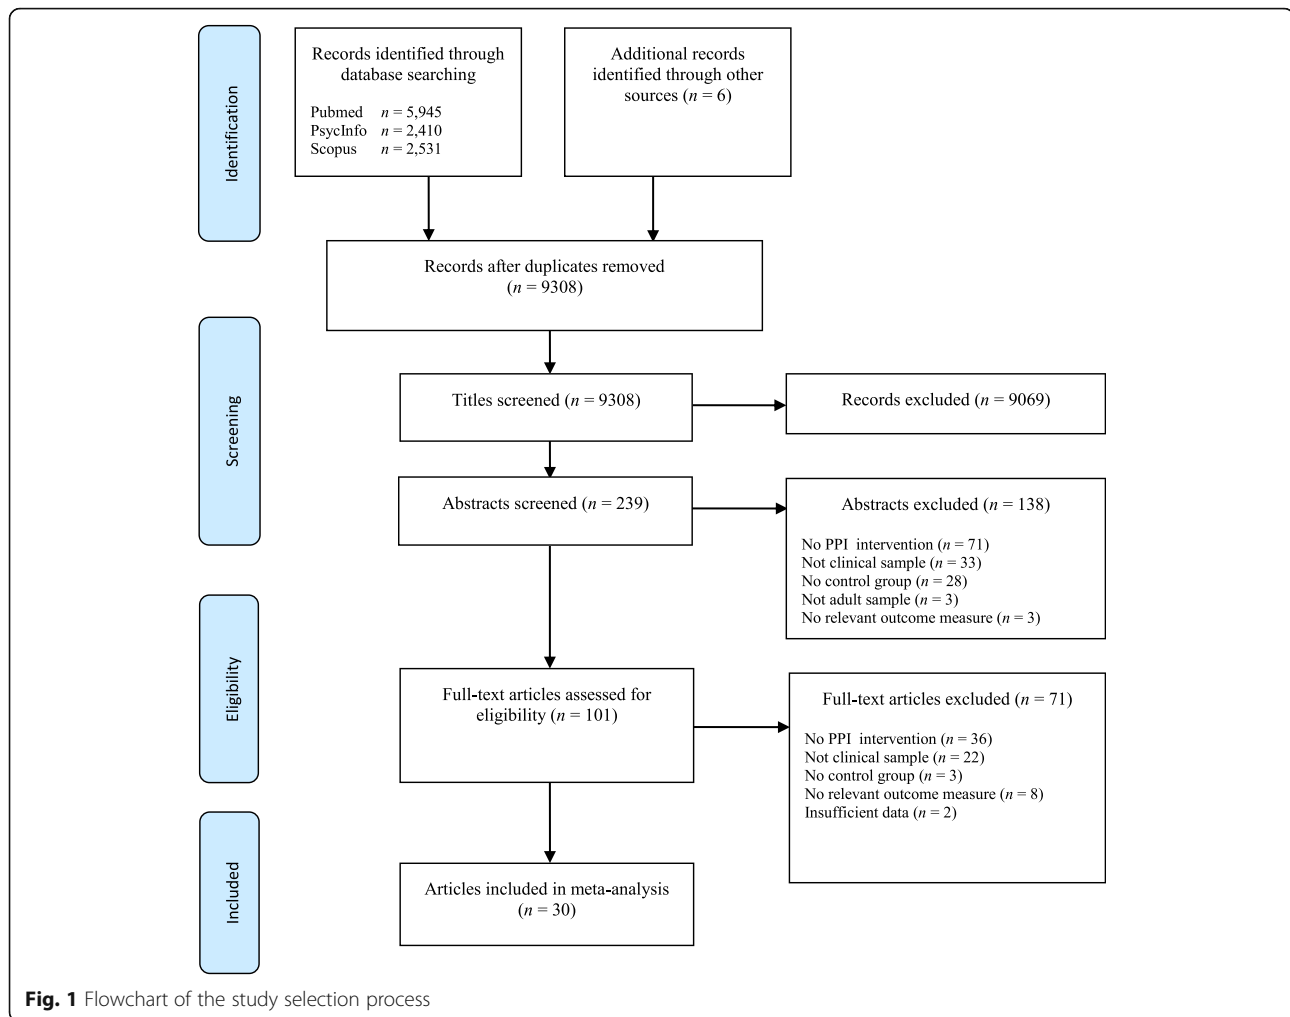 Identification
Records identified through
database searching
Pubmed n = 5,945
PsycInfo n = 2,410
Scopus n = 2,531
Additional records
identified through other
sources (n = 6)
Records after duplicates removed
(n = 9308)
Screening
Titles screened (n = 9308)
Records excluded (n = 9069)
Abstracts screened (n = 239)
Abstracts excluded (n = 138)
No PPI intervention (n = 71)
Not clinical sample (n = 33)
No control group (n = 28)
Not adult sample (n = 3)
No relevant outcome measure (n = 3)
Eligibility
Full-text articles assessed for
eligibility (n = 101)
Full-text articles excluded (n = 71)
No PPI intervention (n = 36)
Not clinical sample (n = 22)
No control group (n = 3)
No relevant outcome measure (n = 8)
Insufficient data (n = 2)
Included
Articles included in meta-analysis
(n = 30)
Fig. 1 Flowchart of the study selection process